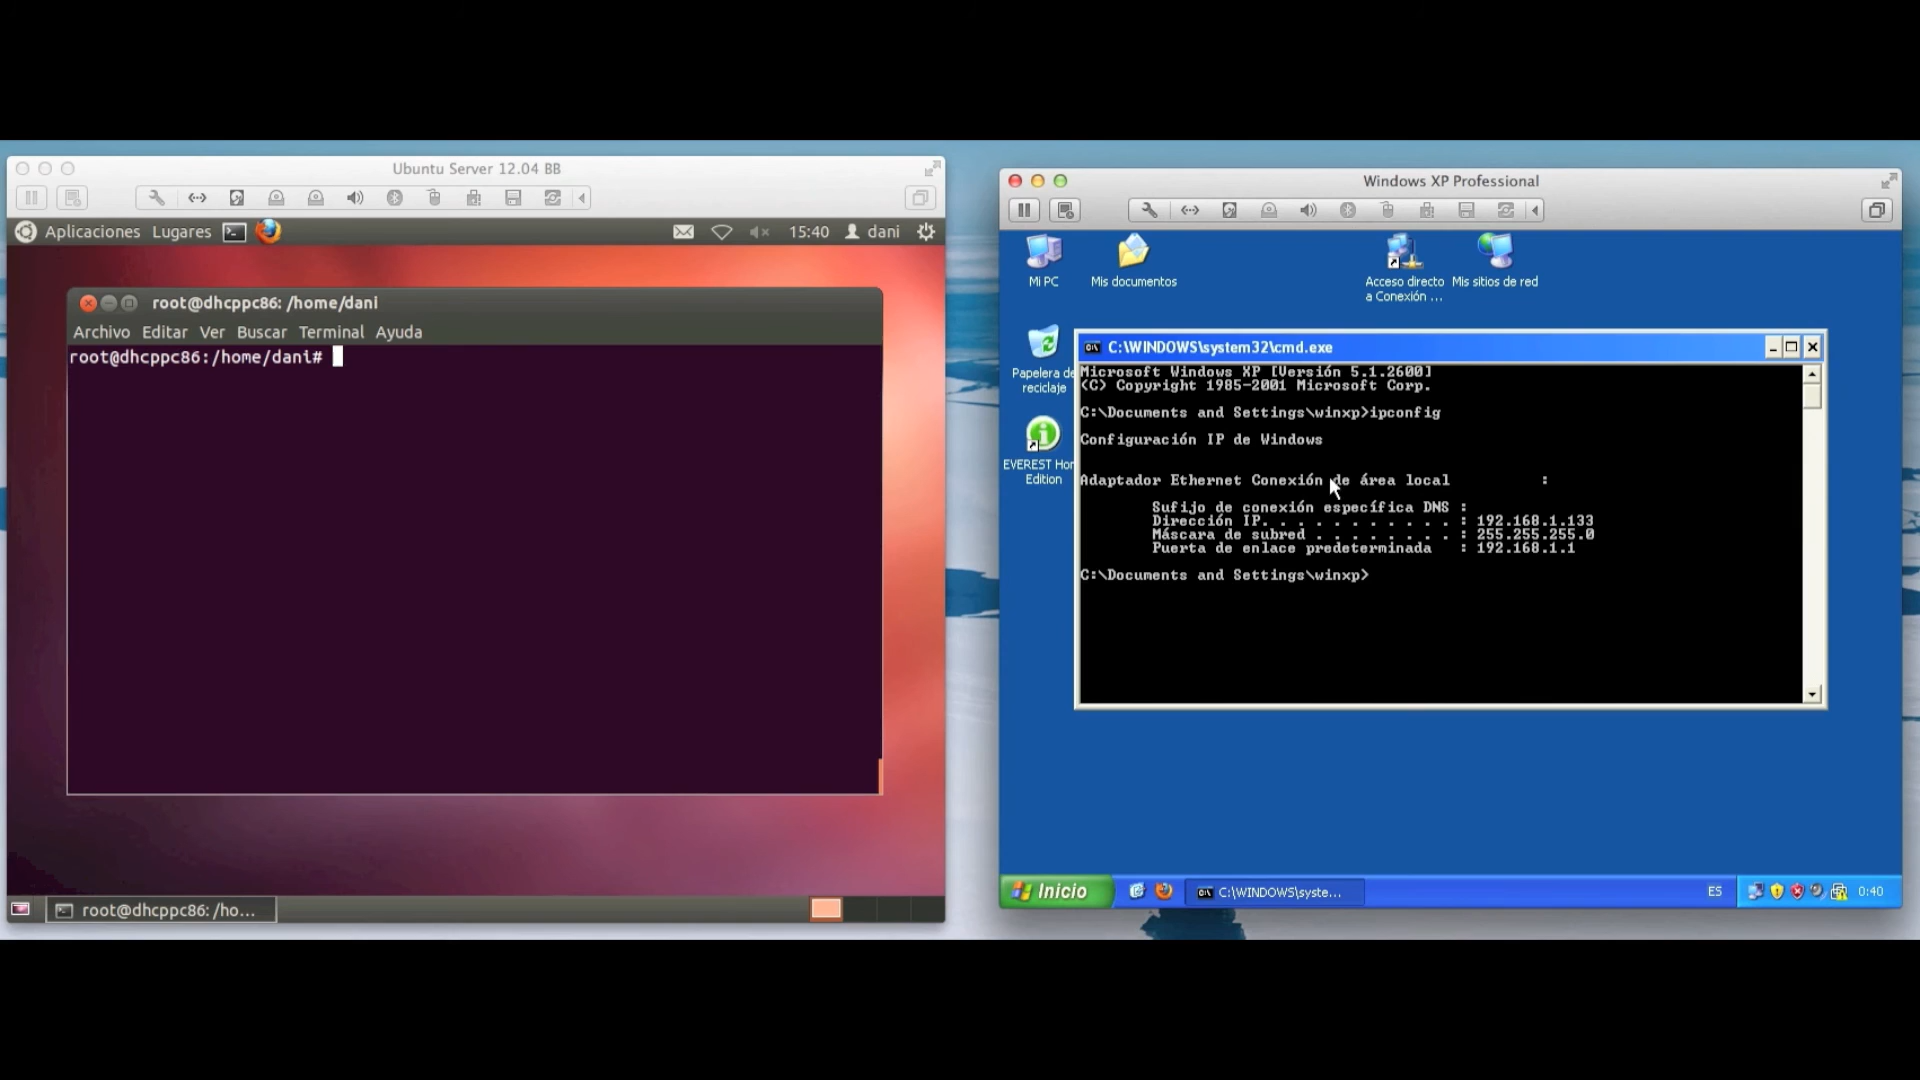 Ubuntu Server 12.04 BB
Aplicaciones Lugares 15:40 dani
root@dhcppc86: /home/dani
Archivo Editar Ver Buscar Terminal Ayuda
root@dhcppc86:/home/dani#
root@dhcppc86: /ho...
Windows XP Professional
Mi PC
Mis documentos
Acceso directo
a Conexión ...
Mis sitios de red
Papelera de
reciclaje
EVEREST Hor
Edition
C:\WINDOWS\system32\cmd.exe
Microsoft Windows XP [Versión 5.1.2600]
(C) Copyright 1985-2001 Microsoft Corp.
C:\Documents and Settings\winxp>ipconfig
Configuración IP de Windows
Adaptador Ethernet Conexión de área local :
Sufijo de conexión específica DNS :
Dirección IP. . . . . . . . . . . : 192.168.1.133
Máscara de subred . . . . . . . . : 255.255.255.0
Puerta de enlace predeterminada : 192.168.1.1
C:\Documents and Settings\winxp>
Inicio
C:\WINDOWS\syste...
ES
0:40